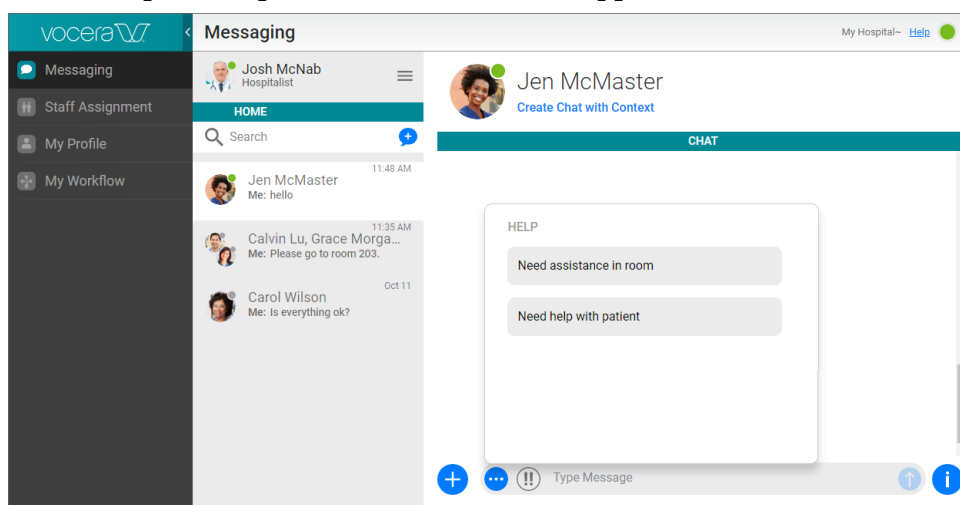 vocera
Messaging
My Hospital~ Help
Messaging
Staff Assignment
My Profile
My Workflow
Josh McNab
Hospitalist
HOME
Search
11:48 AM
Jen McMaster
Me: hello
11:35 AM
Calvin Lu, Grace Morga...
Me: Please go to room 203.
Oct 11
Carol Wilson
Me: Is everything ok?
Jen McMaster
Create Chat with Context
CHAT
HELP
Need assistance in room
Need help with patient
Type Message